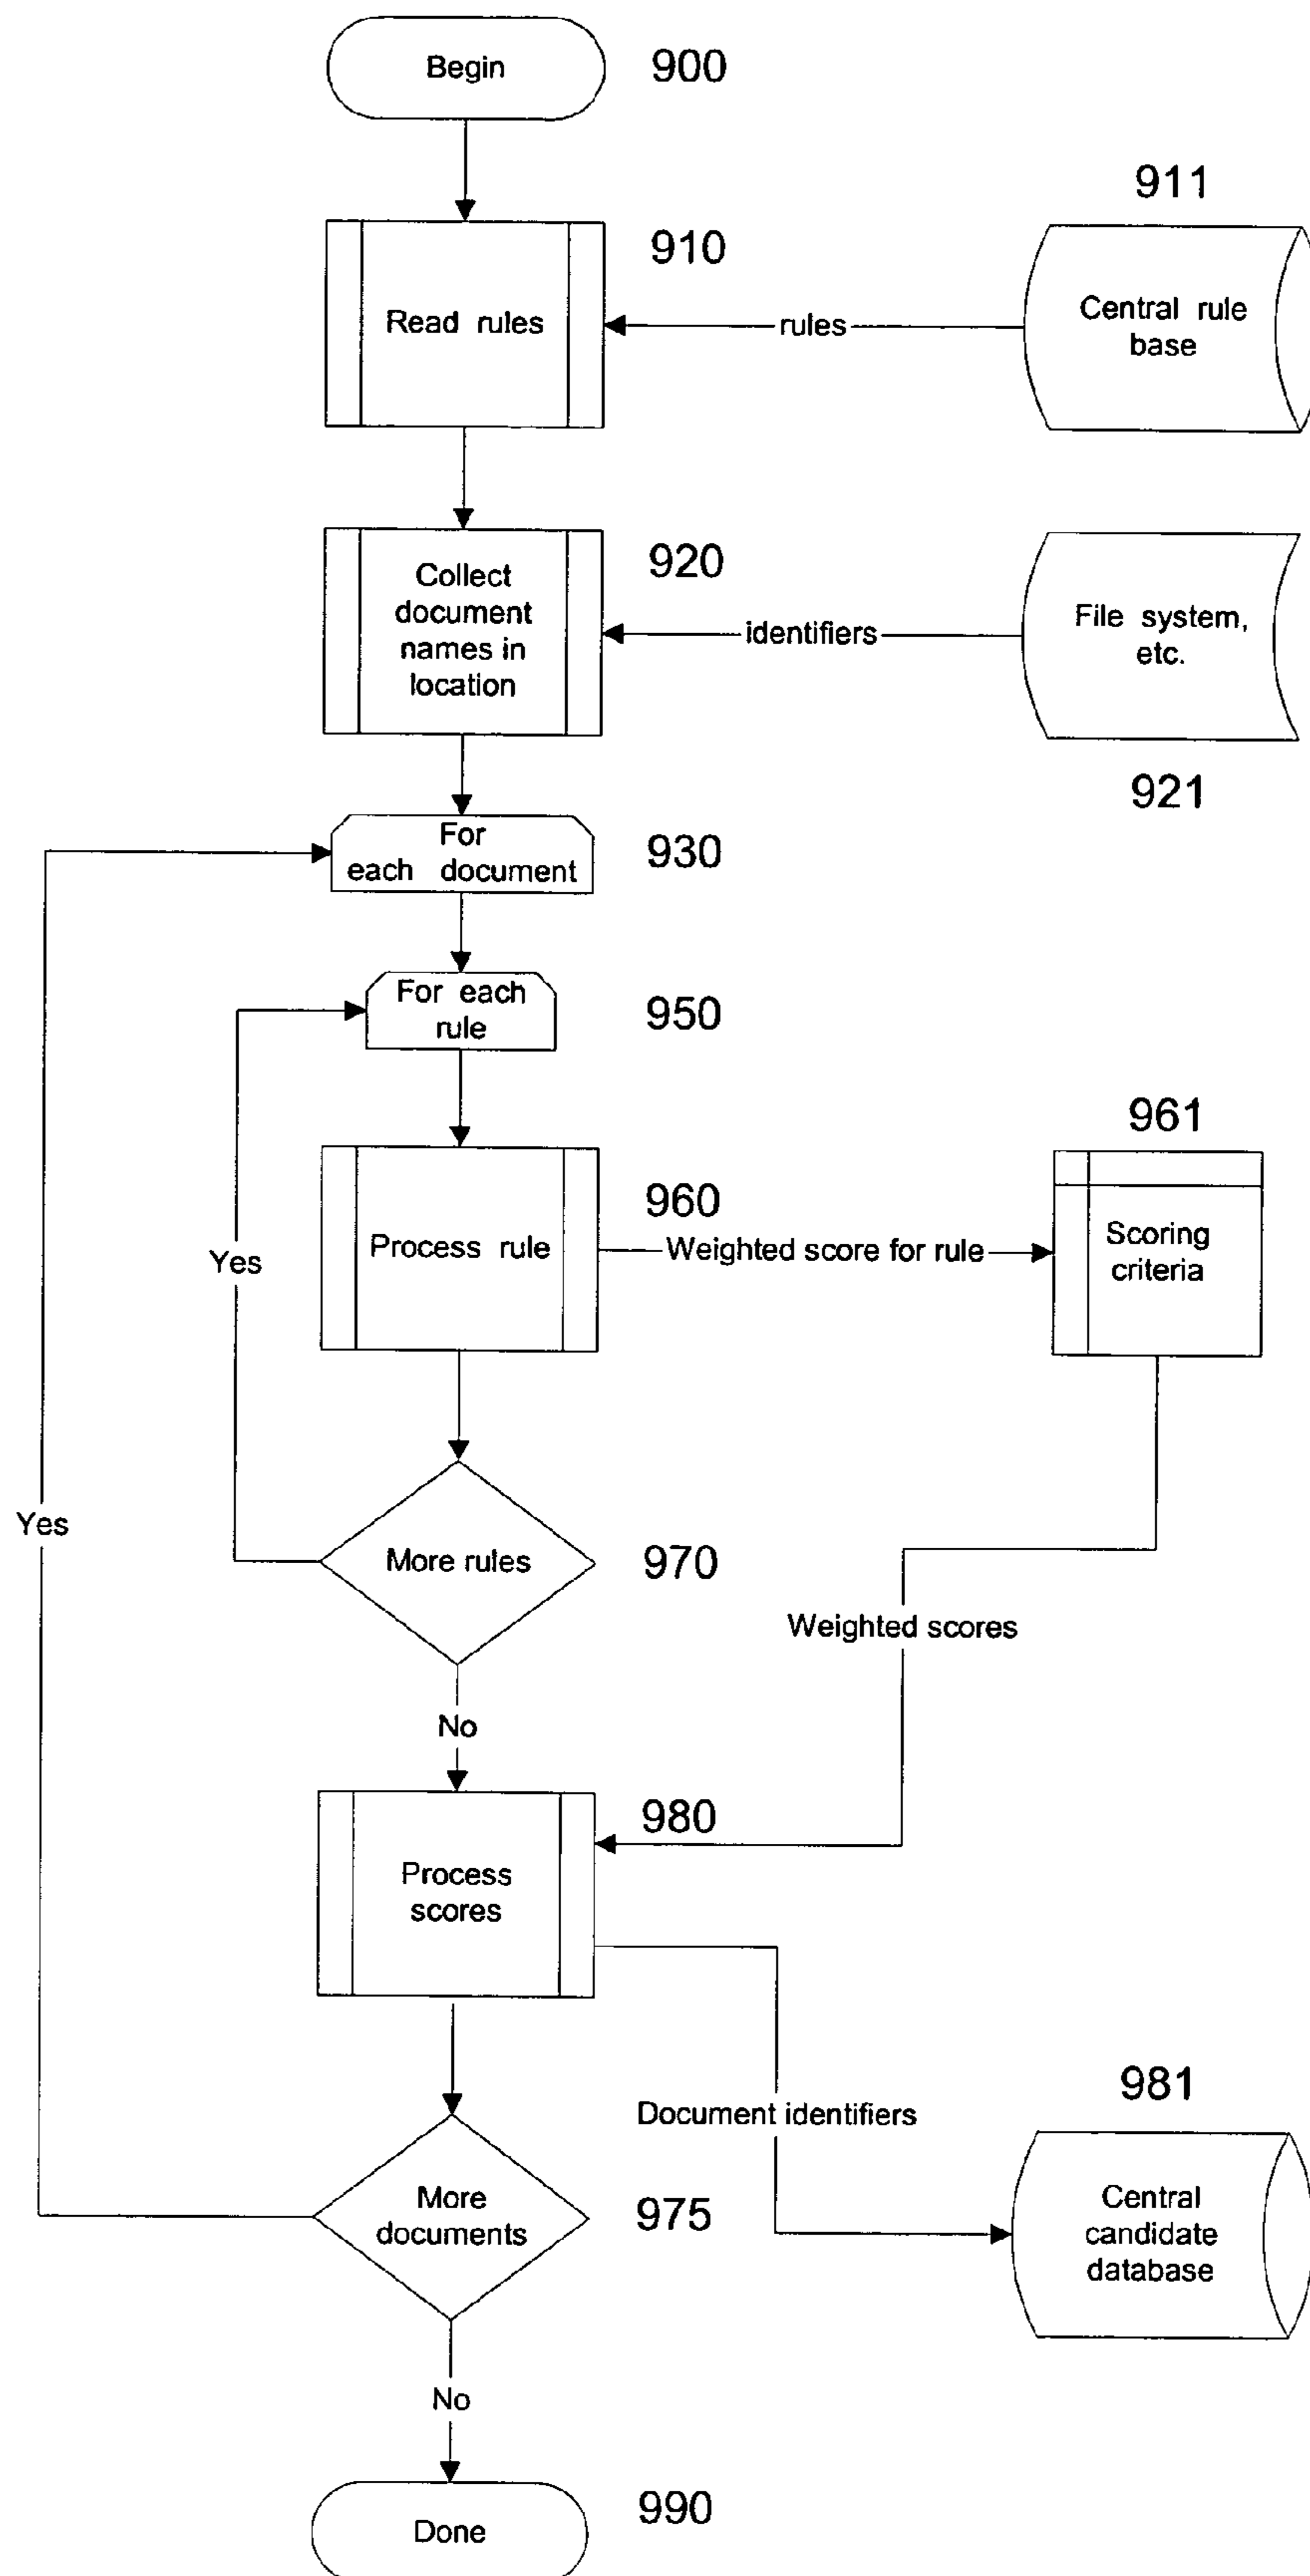 Begin
900
911
910
Read rules
rules
Central rule
base
920
Collect
document
names in
location
identifiers
File system,
etc.
921
For
each document
930
For each
rule
950
961
960
Process rule
Weighted score for rule
Scoring
criteria
Yes
Yes
More rules
970
Weighted scores
No
980
Process
scores
981
Document identifiers
More
documents
975
Central
candidate
database
No
990
Done